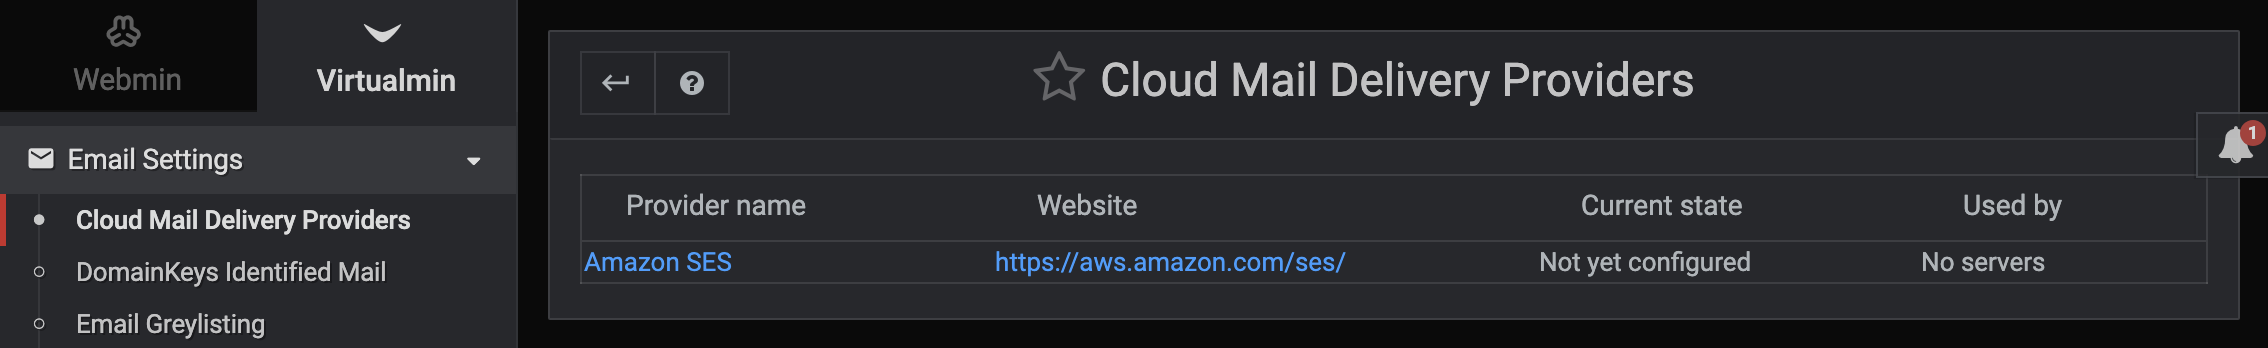 Webmin
Virtualmin
Email Settings
Cloud Mail Delivery Providers
DomainKeys Identified Mail
Email Greylisting
Cloud Mail Delivery Providers
1
Provider name Website Current state Used by
Amazon SES https://aws.amazon.com/ses/ Not yet configured No servers